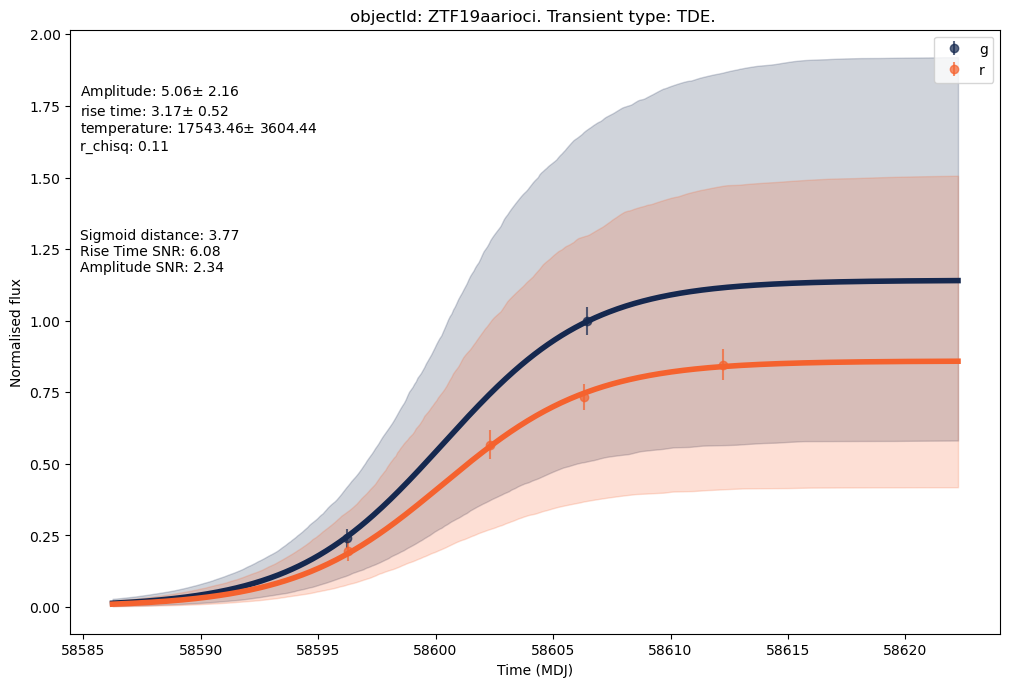 objectId: ZTF19aarioci. Transient type: TDE.
2.00
1.75
1.50
1.25
1.00
0.75
0.50
0.25
0.00
Normalised flux
Amplitude: 5.06± 2.16
rise time: 3.17± 0.52
temperature: 17543.46± 3604.44
r_chisq: 0.11
Sigmoid distance: 3.77
Rise Time SNR: 6.08
Amplitude SNR: 2.34
g
r
58585 58590 58595 58600 58605 58610 58615 58620
Time (MDJ)